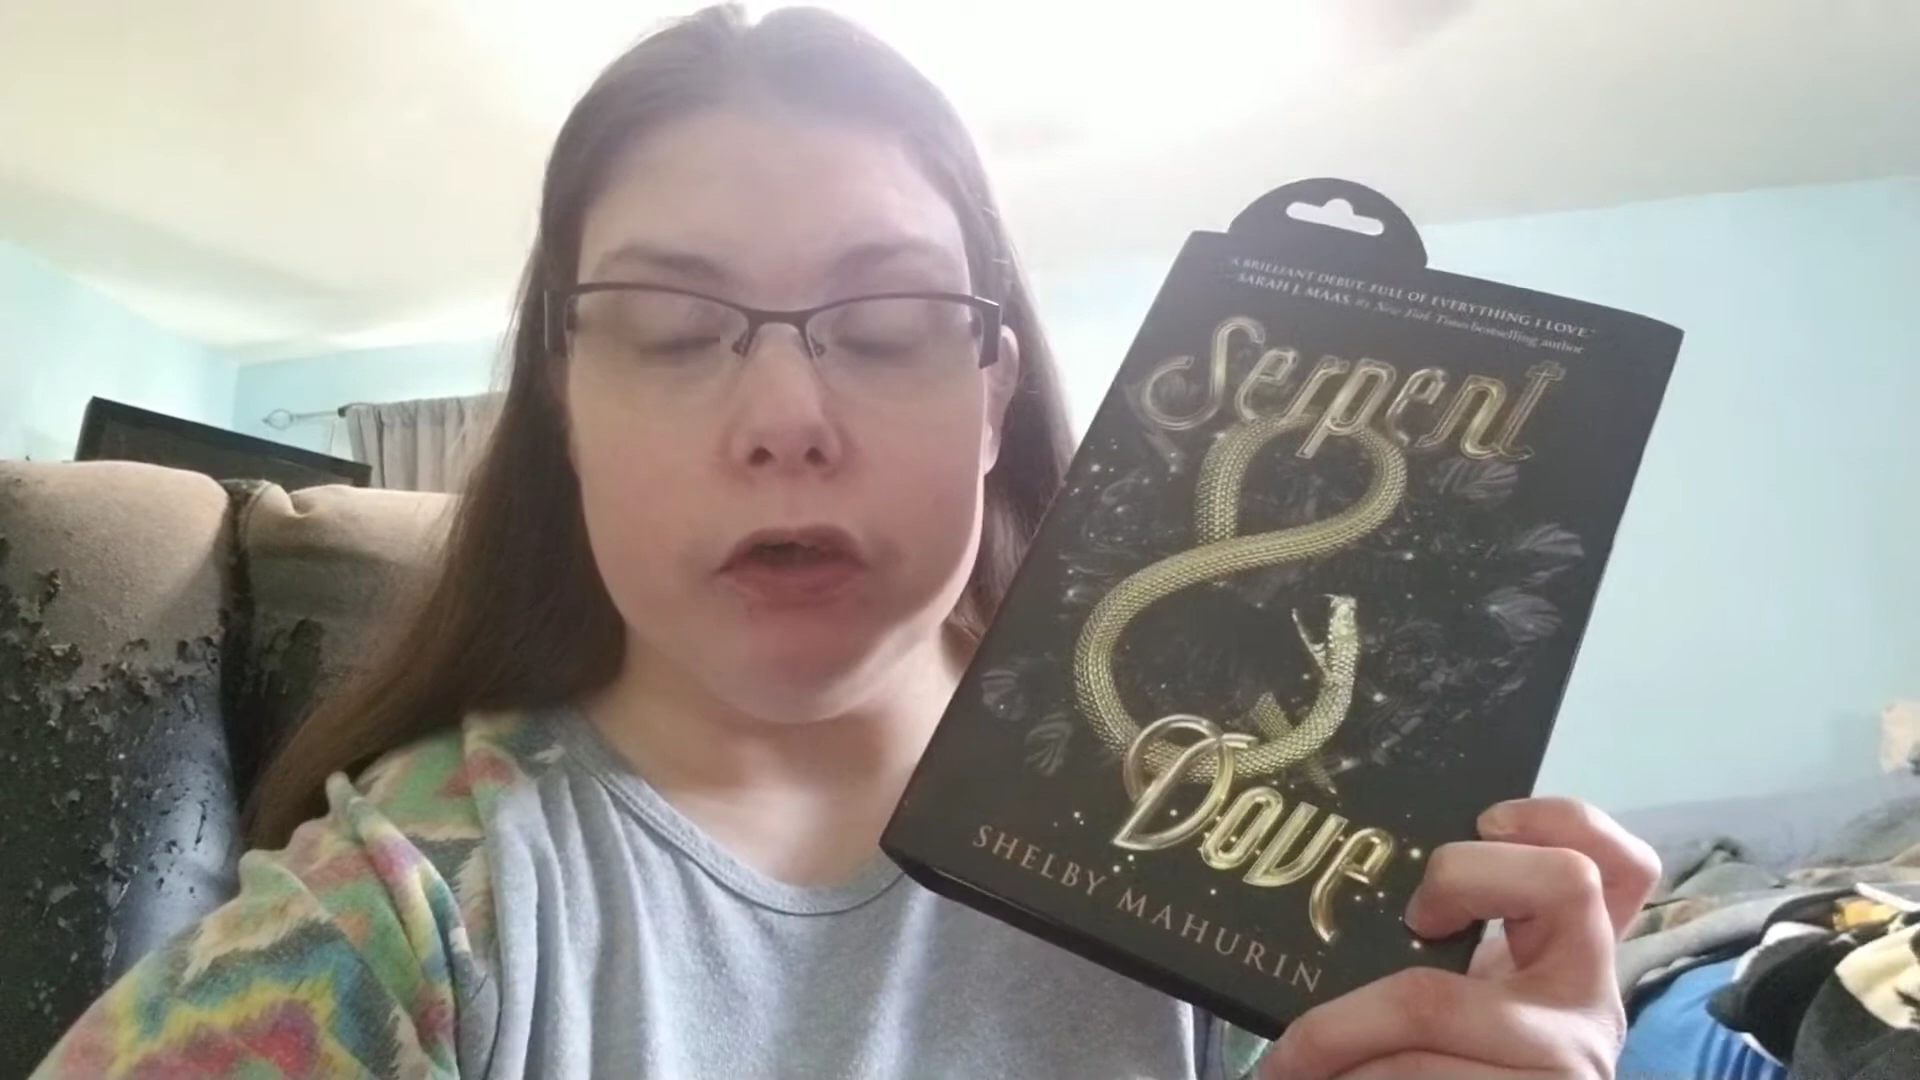 "A BRILLIANT DEBUT, FULL OF EVERYTHING I LOVE."
SARAH J. MAAS, #1 New York Times bestselling author
Serpent
Dove
SHELBY MAHURIN